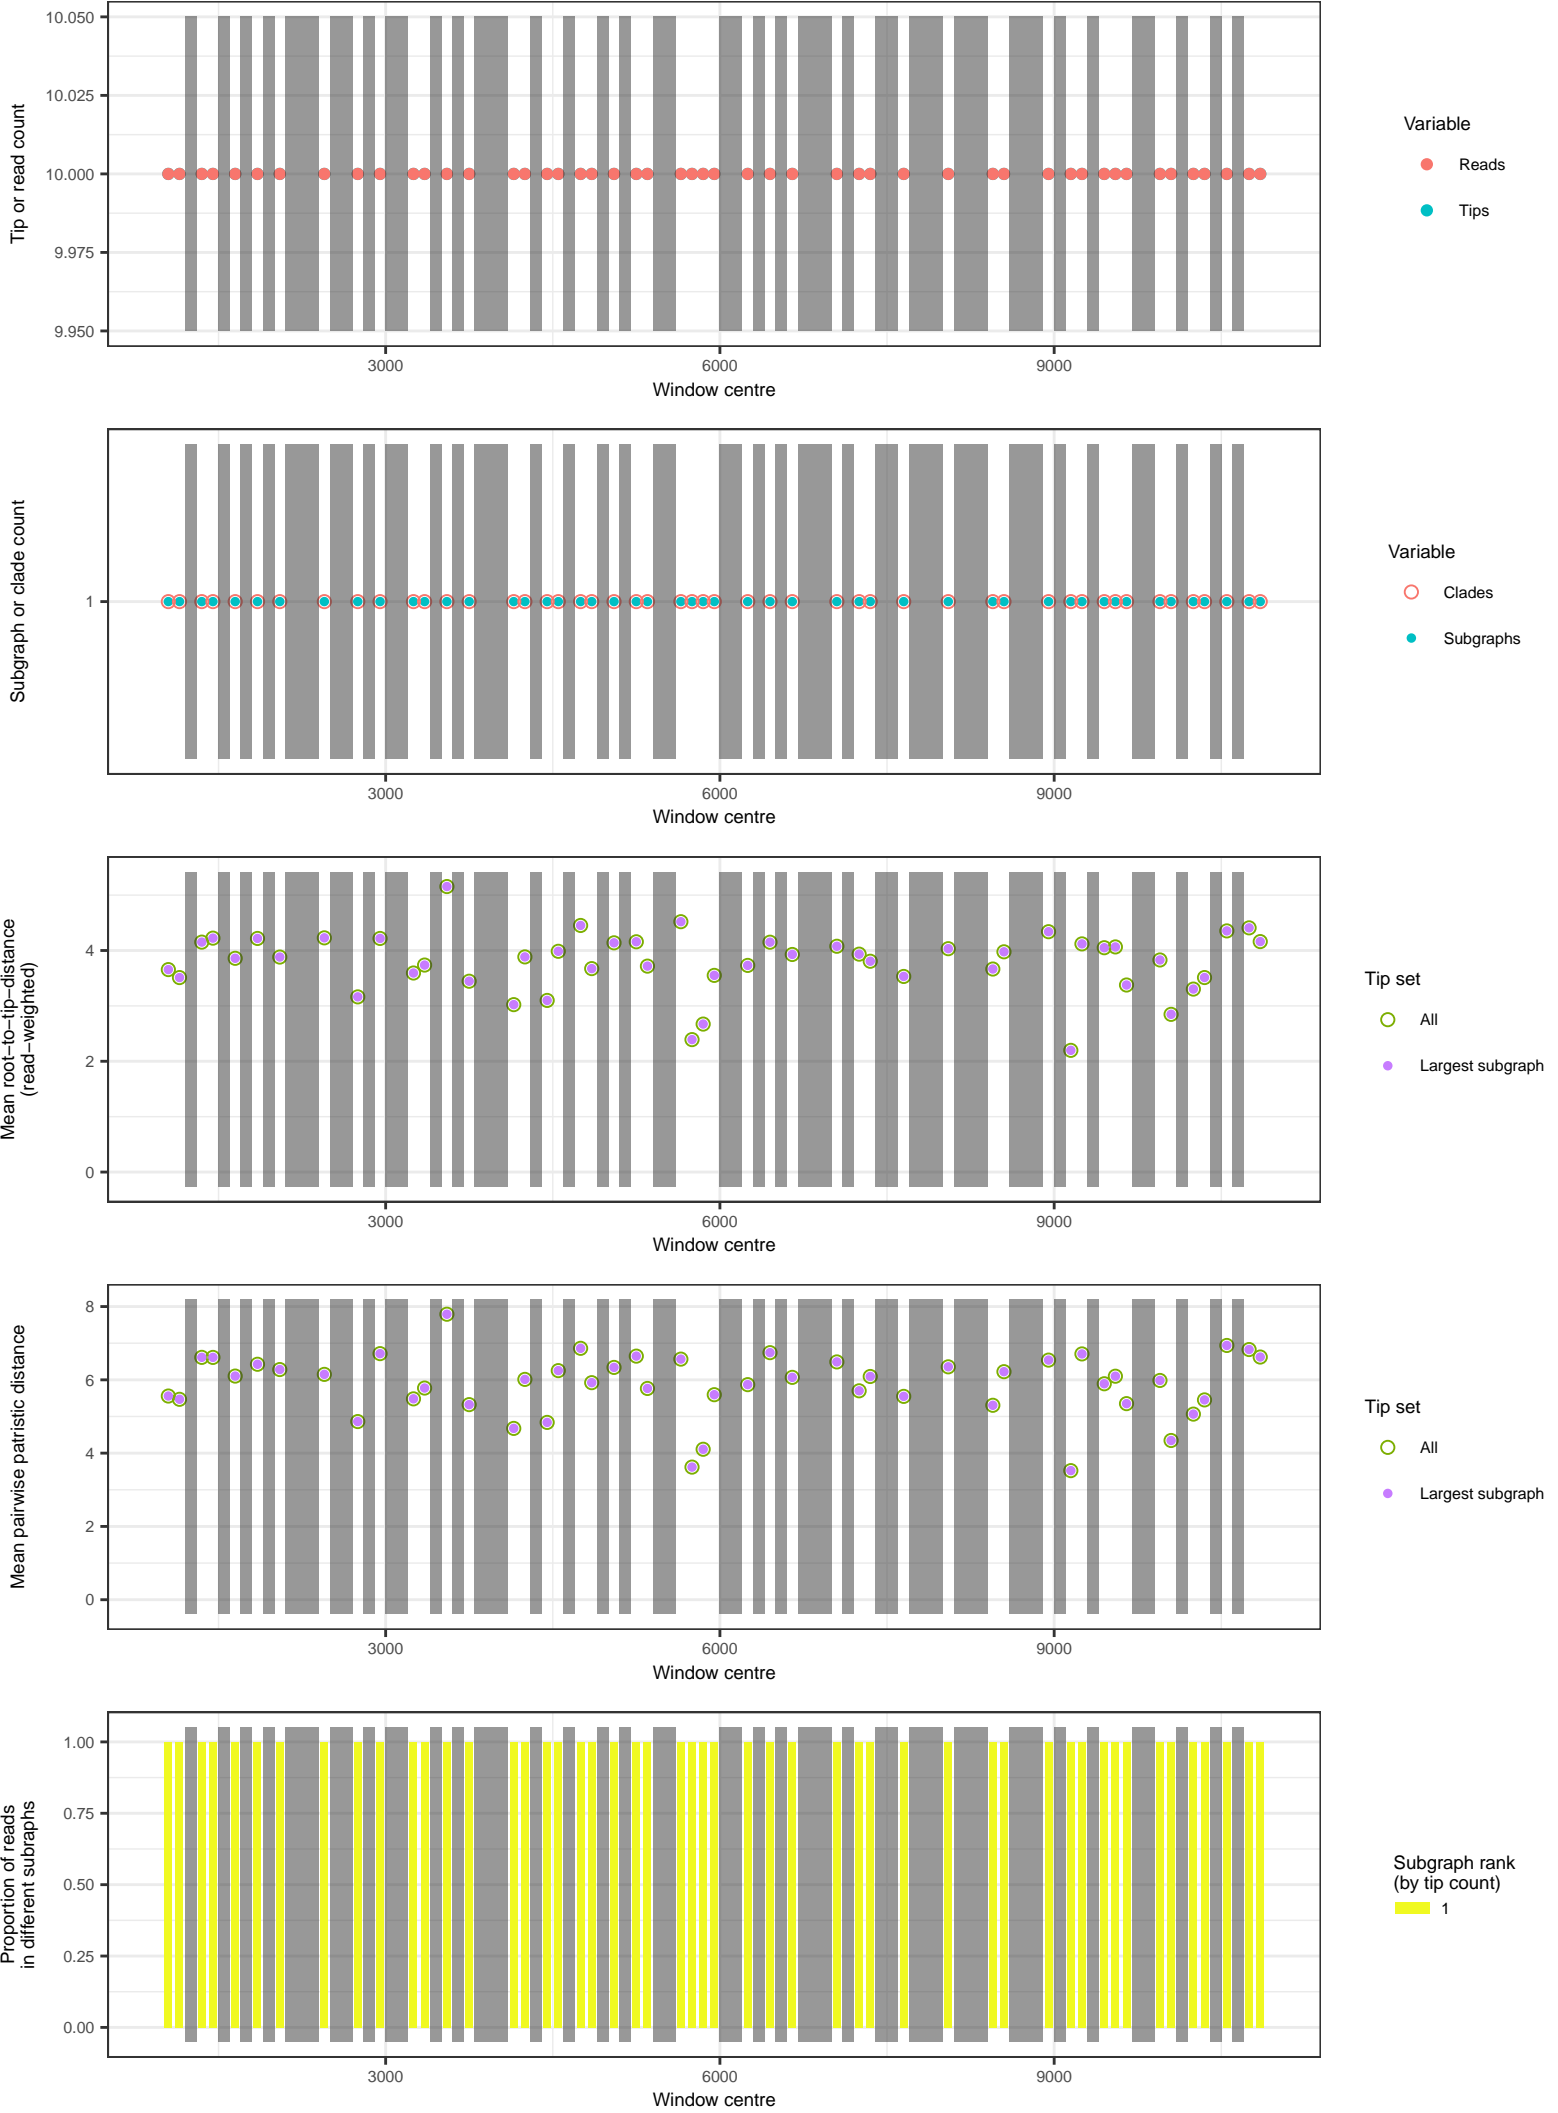 10.050
10.025
10.000
9.975
9.950
Tip or read count
3000
6000
9000
Window centre
Variable
Reads
Tips
Subgraph or clade count
1
3000
6000
9000
Window centre
Variable
Clades
Subgraphs
Mean root−to−tip−distance
(read−weighted)
4
2
0
3000
6000
9000
Window centre
Tip set
All
Largest subgraph
Mean pairwise patristic distance
8
6
4
2
0
3000
6000
9000
Window centre
Tip set
All
Largest subgraph
Proportion of reads
in different subraphs
1.00
0.75
0.50
0.25
0.00
3000
6000
9000
Window centre
Subgraph rank
(by tip count)
1